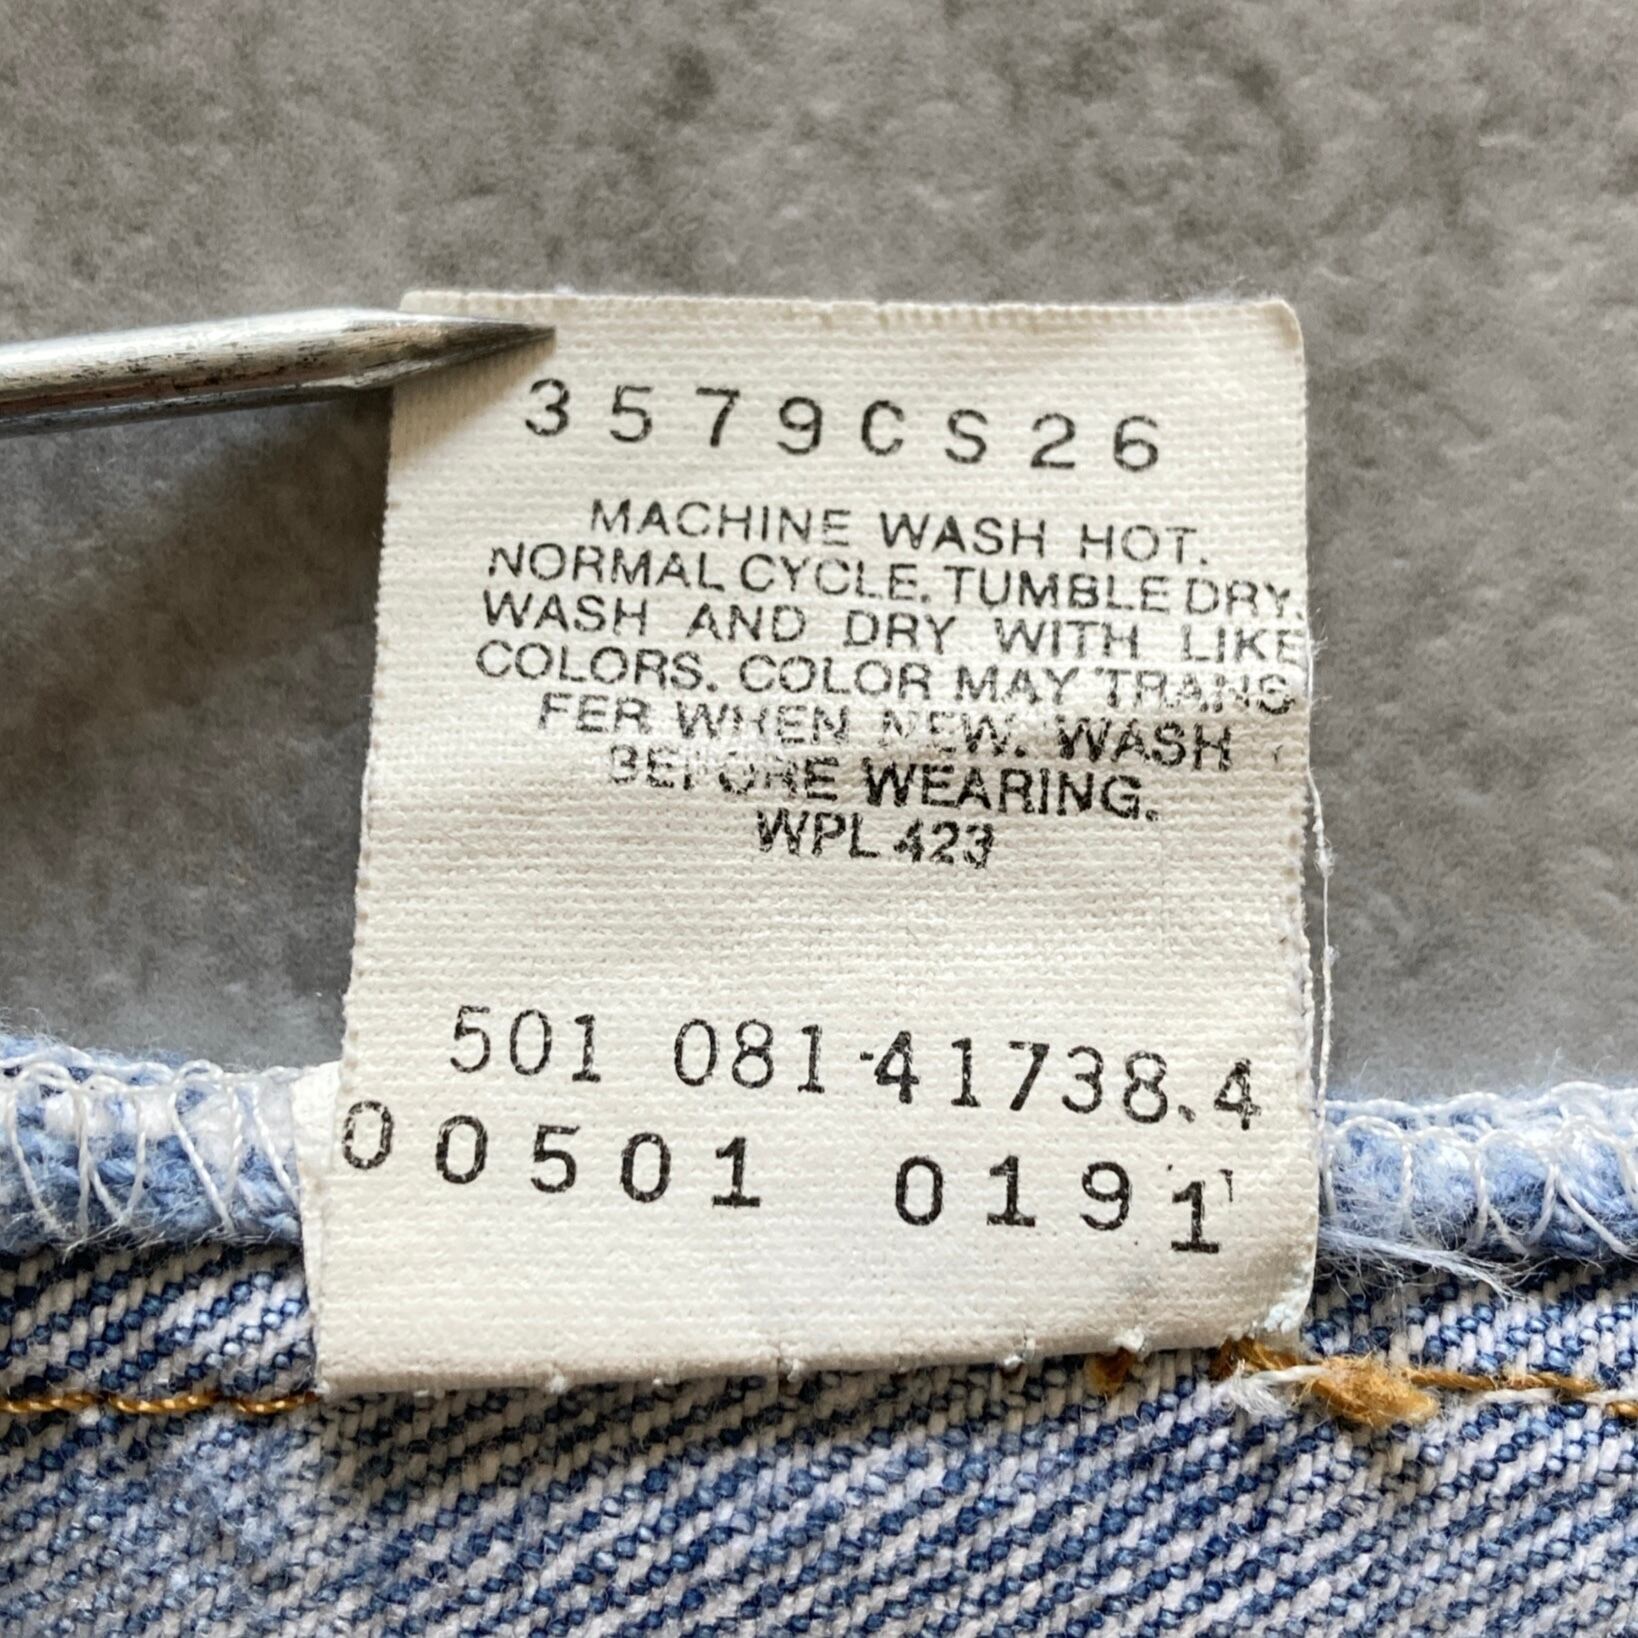 3579CS26
MACHINE WASH HOT.
NORMAL CYCLE. TUMBLE DRY.
WASH AND DRY WITH LIKE
COLORS. COLOR MAY TRANS
FER WHEN NEW. WASH
BEFORE WEARING.
WPL 423
501 081-41738.4
00501 0191